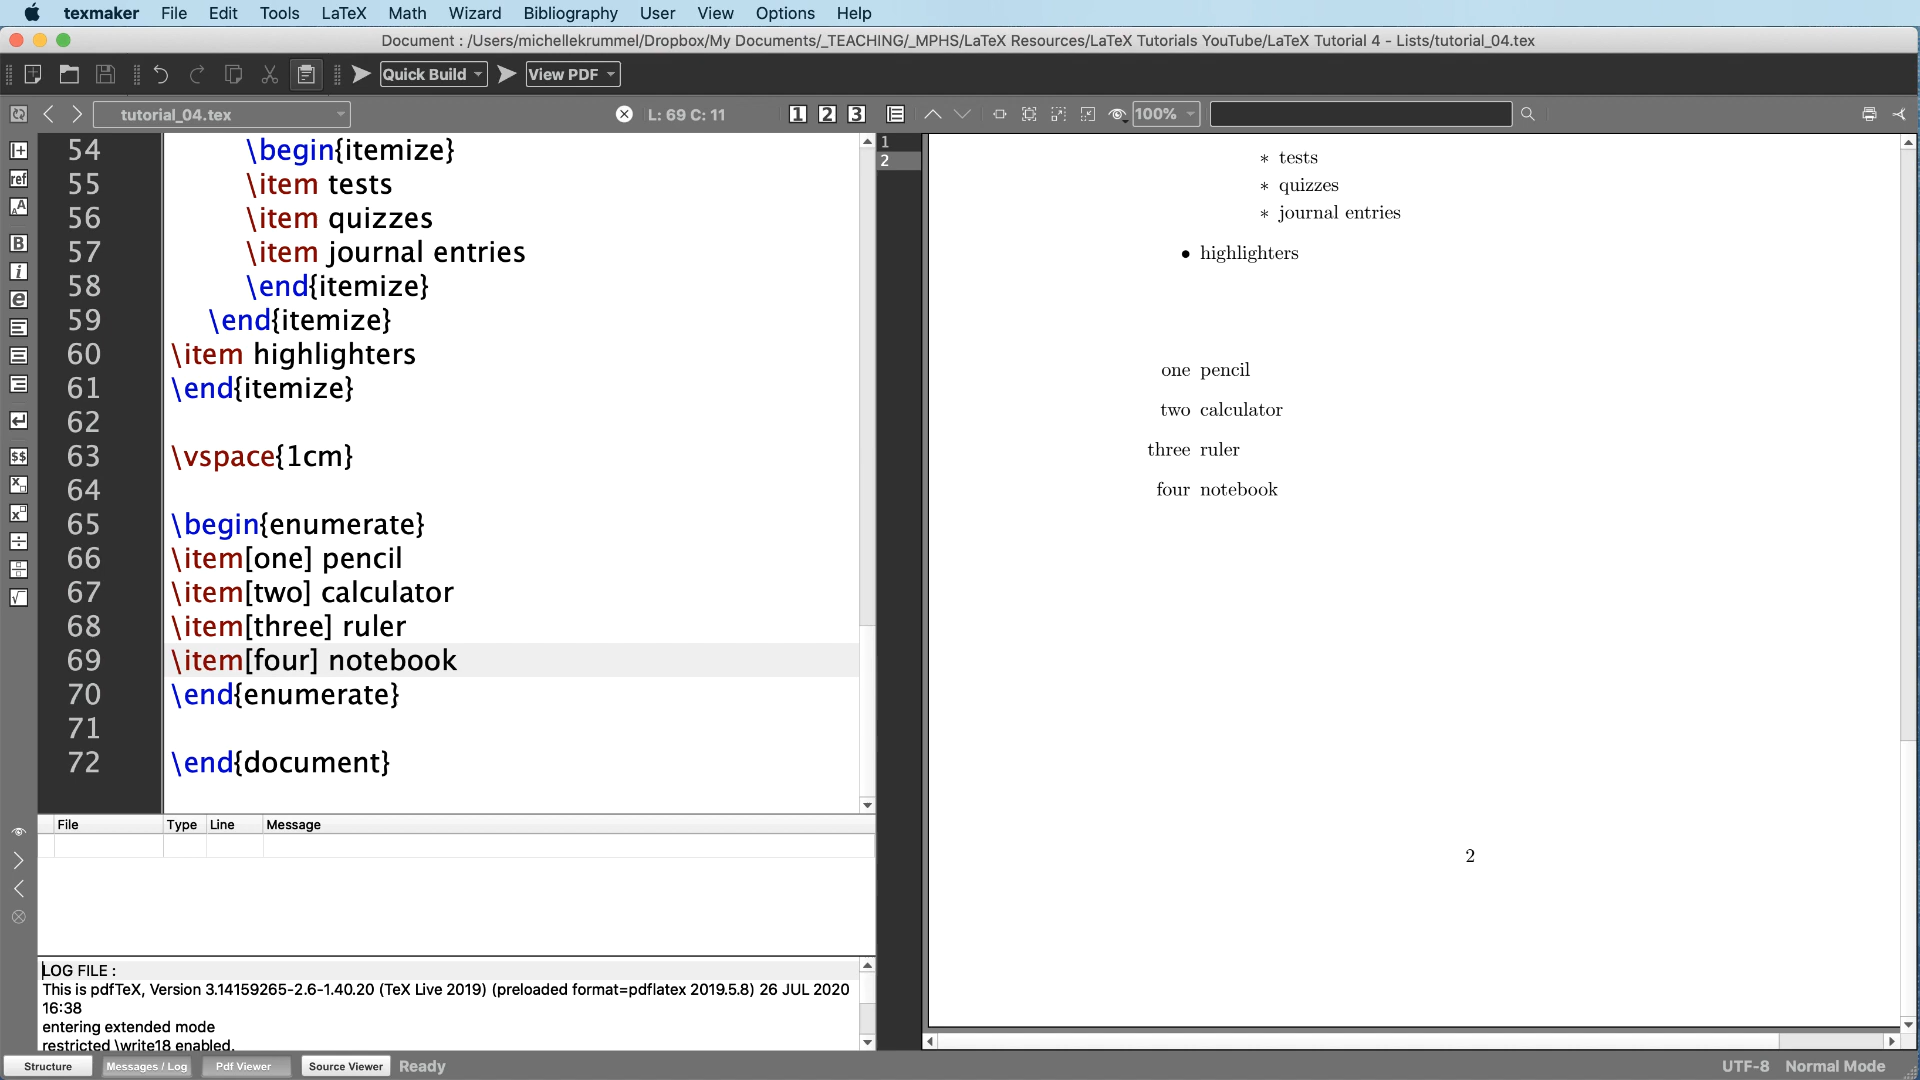 texmaker File Edit Tools LaTeX Math Wizard Bibliography User View Options Help
Document : /Users/michellekrummel/Dropbox/My Documents/_TEACHING/_MPHS/LaTeX Resources/LaTeX Tutorials YouTube/LaTeX Tutorial 4 - Lists/tutorial_04.tex
Quick Build View PDF
tutorial_04.tex L: 69 C: 11 1 2 3 100%
54 \begin{itemize}
55 \item tests
56 \item quizzes
57 \item journal entries
58 \end{itemize}
59 \end{itemize}
60 \item highlighters
61 \end{itemize}
62
63 \vspace{1cm}
64
65 \begin{enumerate}
66 \item[one] pencil
67 \item[two] calculator
68 \item[three] ruler
69 \item[four] notebook
70 \end{enumerate}
71
72 \end{document}
File Type Line Message
LOG FILE :
This is pdfTeX, Version 3.14159265-2.6-1.40.20 (TeX Live 2019) (preloaded format=pdflatex 2019.5.8) 26 JUL 2020
16:38
entering extended mode
restricted \write18 enabled.
1
2
* tests
* quizzes
* journal entries
• highlighters
one pencil
two calculator
three ruler
four notebook
2
Structure Messages / Log Pdf Viewer Source Viewer Ready UTF-8 Normal Mode